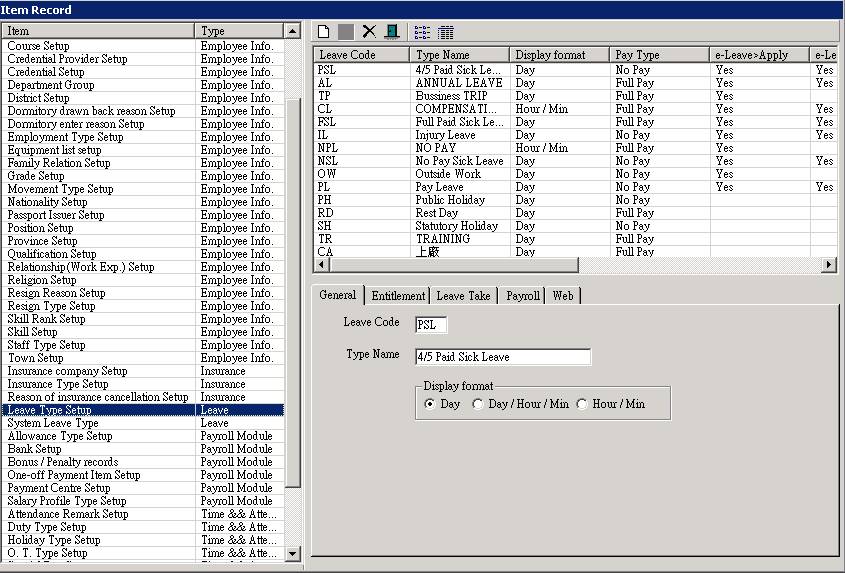 Item Record
Item Type
Course Setup Employee Info.
Credential Provider Setup Employee Info.
Credential Setup Employee Info.
Department Group Employee Info.
District Setup Employee Info.
Dormitory drawn back reason Setup Employee Info.
Dormitory enter reason Setup Employee Info.
Employment Type Setup Employee Info.
Equipment list setup Employee Info.
Family Relation Setup Employee Info.
Grade Setup Employee Info.
Movement Type Setup Employee Info.
Nationality Setup Employee Info.
Passport Issuer Setup Employee Info.
Position Setup Employee Info.
Province Setup Employee Info.
Qualification Setup Employee Info.
Relationship(Work Exp.) Setup Employee Info.
Religion Setup Employee Info.
Resign Reason Setup Employee Info.
Resign Type Setup Employee Info.
Skill Rank Setup Employee Info.
Skill Setup Employee Info.
Staff Type Setup Employee Info.
Town Setup Employee Info.
Insurance company Setup Insurance
Insurance Type Setup Insurance
Reason of insurance cancellation Setup Insurance
Leave Type Setup Leave
System Leave Type Leave
Allowance Type Setup Payroll Module
Bank Setup Payroll Module
Bonus / Penalty records Payroll Module
One-off Payment Item Setup Payroll Module
Payment Centre Setup Payroll Module
Salary Profile Type Setup Payroll Module
Attendance Remark Setup Time && Atte...
Duty Type Setup Time && Atte...
Holiday Type Setup Time && Atte...
O. T. Type Setup Time && Atte...
Leave Code Type Name Display format Pay Type e-Leave>Apply e-Le
PSL 4/5 Paid Sick Le... Day No Pay Yes Yes
AL ANNUAL LEAVE Day Full Pay Yes Yes
TP Bussiness TRIP Day Full Pay Yes
CL COMPENSATI... Hour / Min Full Pay Yes Yes
FSL Full Paid Sick Le... Day Full Pay Yes Yes
IL Injury Leave Day No Pay Yes Yes
NPL NO PAY Hour / Min Full Pay Yes
NSL No Pay Sick Leave Day No Pay Yes Yes
OW Outside Work Day Full Pay Yes
PL Pay Leave Day No Pay Yes Yes
PH Public Holiday Day No Pay
RD Rest Day Day Full Pay
SH Statutory Holiday Day No Pay
TR TRAINING Day Full Pay
CA 上廠 Day Full Pay
General Entitlement Leave Take Payroll Web
Leave Code PSL
Type Name 4/5 Paid Sick Leave
Display format
Day Day / Hour / Min Hour / Min